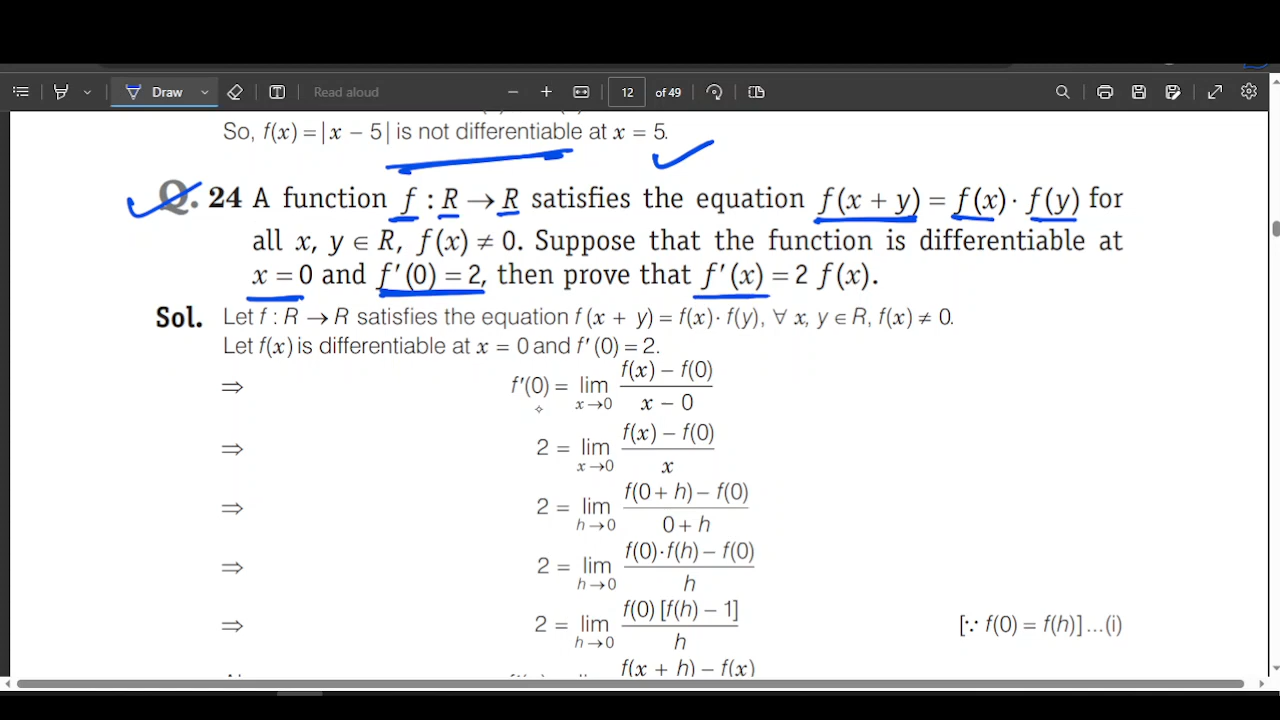 Draw
Read aloud
12 of 49
So, f(x) = |x − 5| is not differentiable at x = 5.
Q. 24 A function f : R → R satisfies the equation f(x + y) = f(x) · f(y) for
all x, y ∈ R, f(x) ≠ 0. Suppose that the function is differentiable at
x = 0 and f'(0) = 2, then prove that f'(x) = 2 f(x).
Sol. Let f : R → R satisfies the equation f(x + y) = f(x) · f(y), ∀ x, y ∈ R, f(x) ≠ 0.
Let f(x) is differentiable at x = 0 and f'(0) = 2.
⇒ f'(0) = lim x→0 f(x) − f(0) / x − 0
⇒ 2 = lim x→0 f(x) − f(0) / x
⇒ 2 = lim h→0 f(0 + h) − f(0) / 0 + h
⇒ 2 = lim h→0 f(0) · f(h) − f(0) / h
⇒ 2 = lim h→0 f(0) [f(h) − 1] / h [∵ f(0) = f(h)] ...(i)
f(x + h) − f(x)